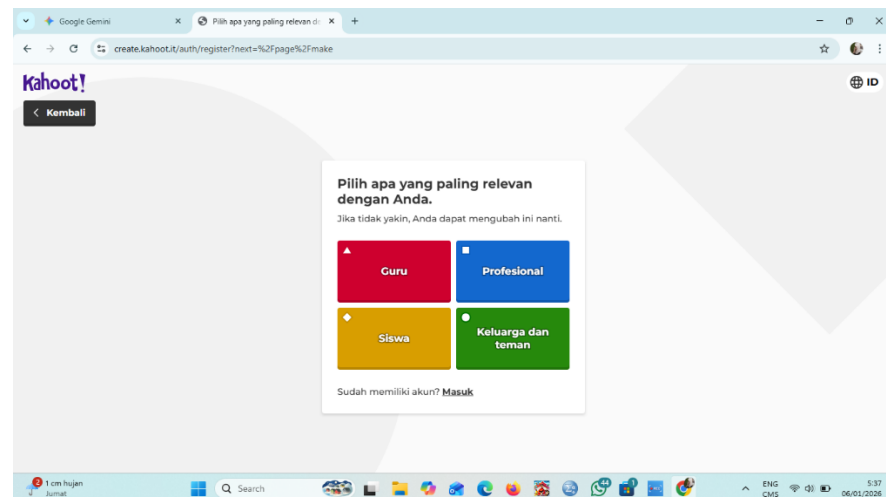 Google Gemini
Pilih apa yang paling relevan de
create.kahoot.it/auth/register?next=%2Fpage%2Fmake
Kahoot!
ID
Kembali
Pilih apa yang paling relevan
dengan Anda.
Jika tidak yakin, Anda dapat mengubah ini nanti.
Guru
Profesional
Siswa
Keluarga dan
teman
Sudah memiliki akun? Masuk
2
1 cm hujan
Jumat
Search
ENG
CMS
5:37
06/01/2025